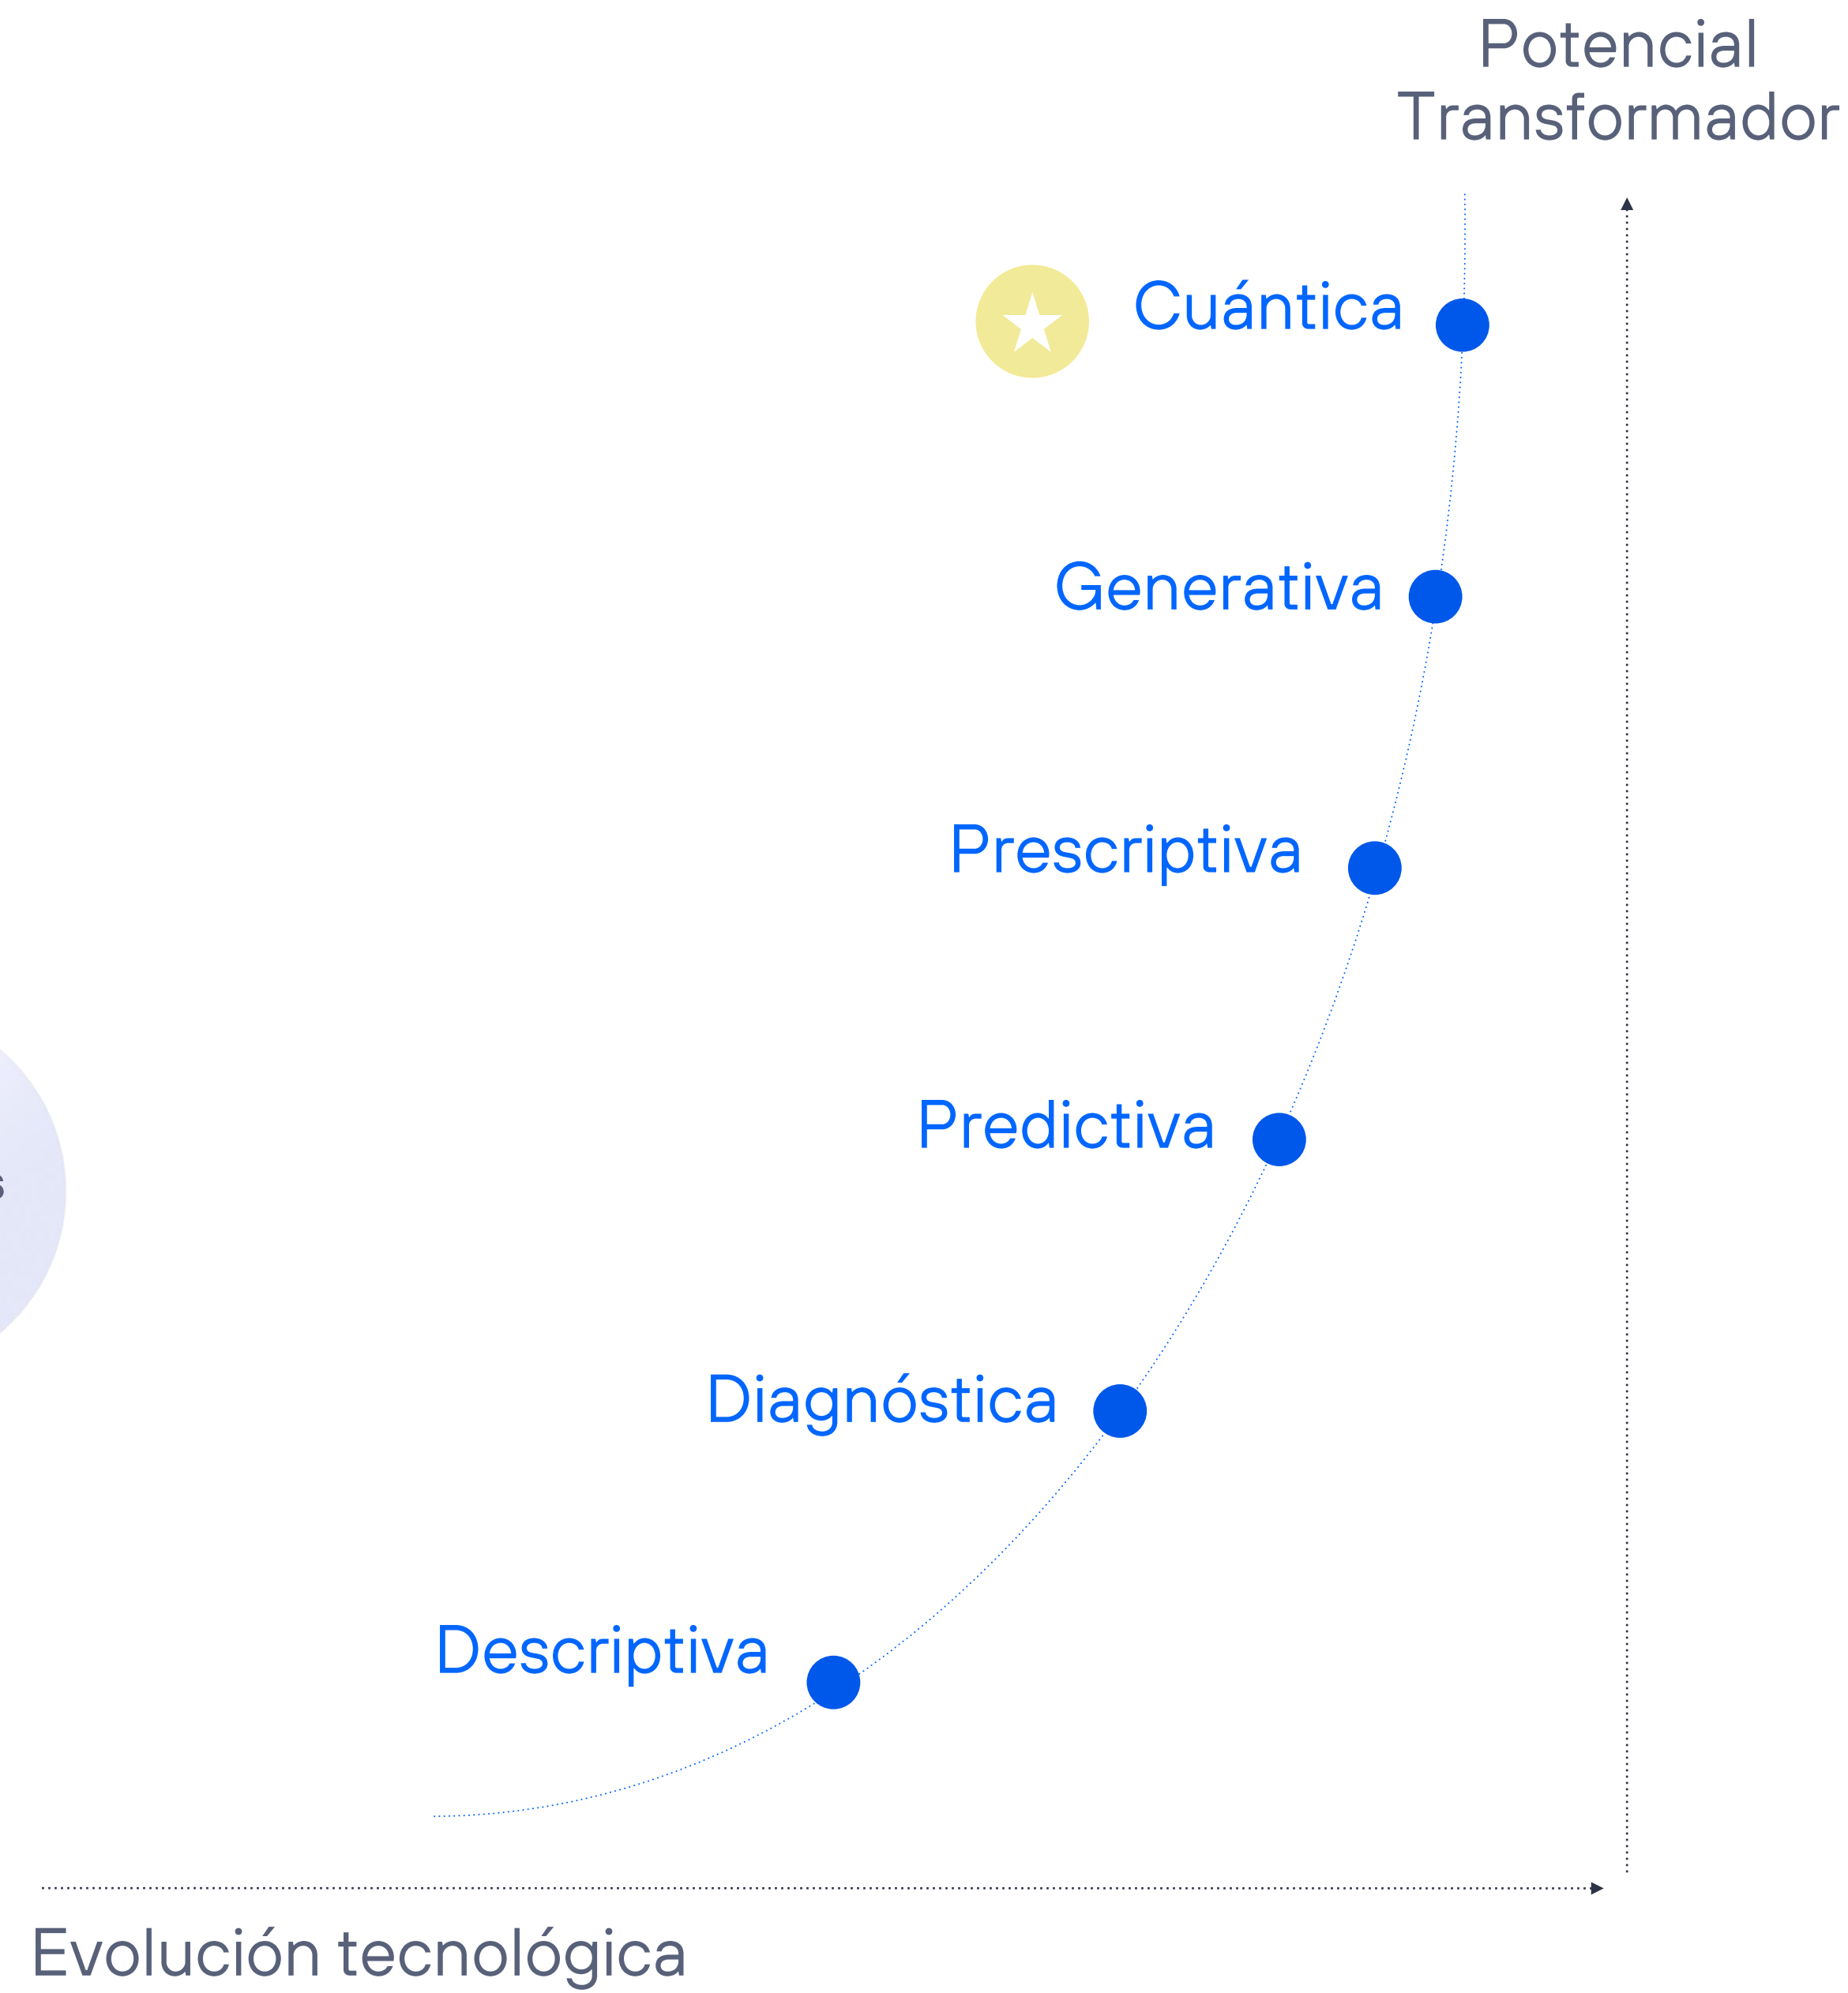 Potencial
Transformador
Cuántica
Generativa
Prescriptiva
Predictiva
Diagnóstica
Descriptiva
Evolución tecnológica